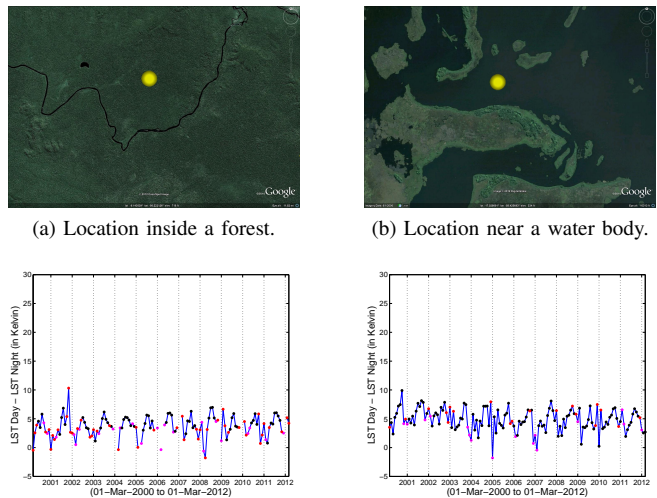 Google
Google
(a) Location inside a forest.
(b) Location near a water body.
30
25
20
15
10
5
0
−5
LST Day − LST Night (in Kelvin)
2001 2002 2003 2004 2005 2006 2007 2008 2009 2010 2011 2012
(01−Mar−2000 to 01−Mar−2012)
30
25
20
15
10
5
0
−5
LST Day − LST Night (in Kelvin)
2001 2002 2003 2004 2005 2006 2007 2008 2009 2010 2011 2012
(01−Mar−2000 to 01−Mar−2012)